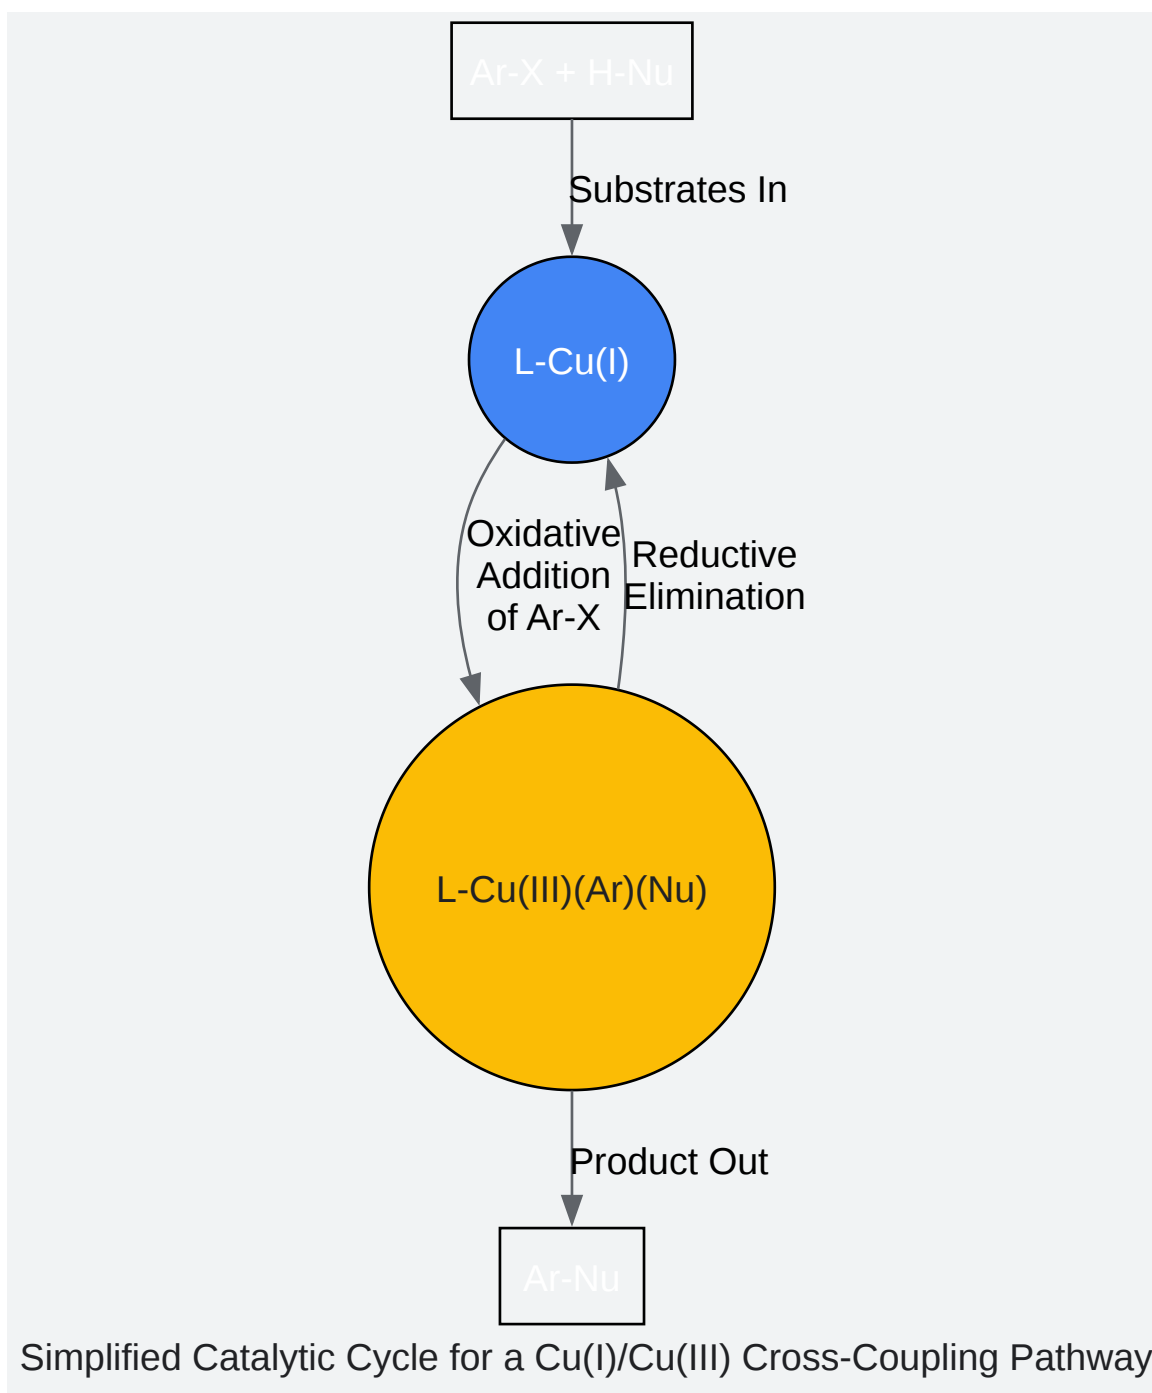 Ar-X + H-Nu
Substrates In
L-Cu(I)
Oxidative
Addition
of Ar-X
Reductive
Elimination
L-Cu(III)(Ar)(Nu)
Product Out
Ar-Nu
Simplified Catalytic Cycle for a Cu(I)/Cu(III) Cross-Coupling Pathway